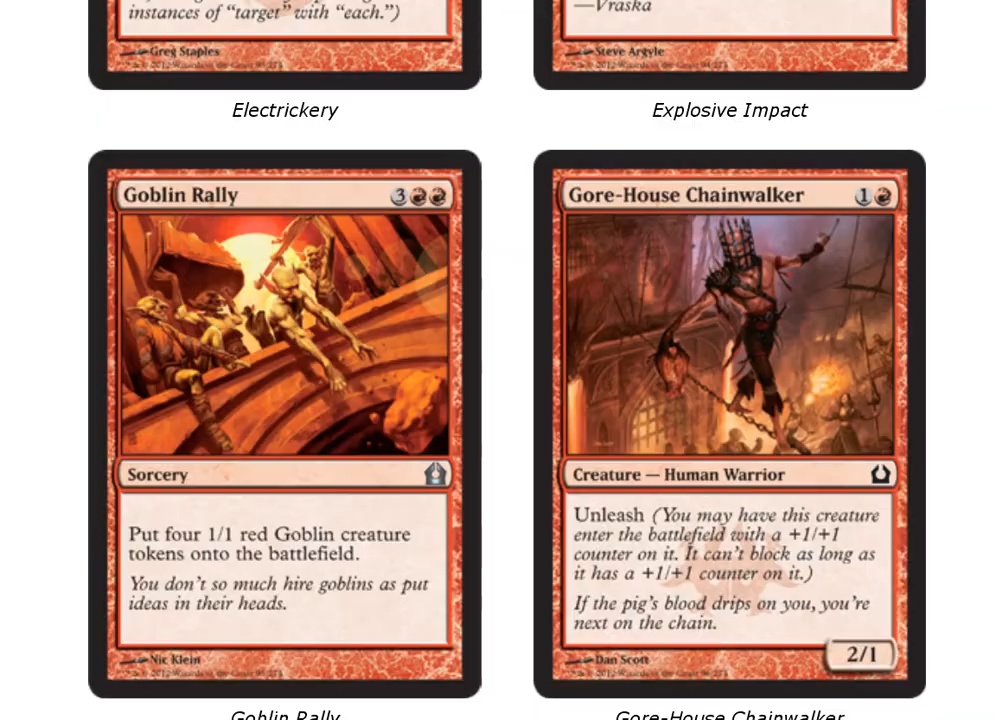 instances of “target” with “each.”)
—Vraska
Greg Staples
Steve Argyle
Electrickery
Explosive Impact
Goblin Rally
3
Gore-House Chainwalker
1
Sorcery
Creature — Human Warrior
Put four 1/1 red Goblin creature
tokens onto the battlefield.
You don’t so much hire goblins as put
ideas in their heads.
Unleash (You may have this creature
enter the battlefield with a +1/+1
counter on it. It can’t block as long as
it has a +1/+1 counter on it.)
If the pig’s blood drips on you, you’re
next on the chain.
2/1
Nic Klein
Dan Scott
Goblin Rally
Gore-House Chainwalker